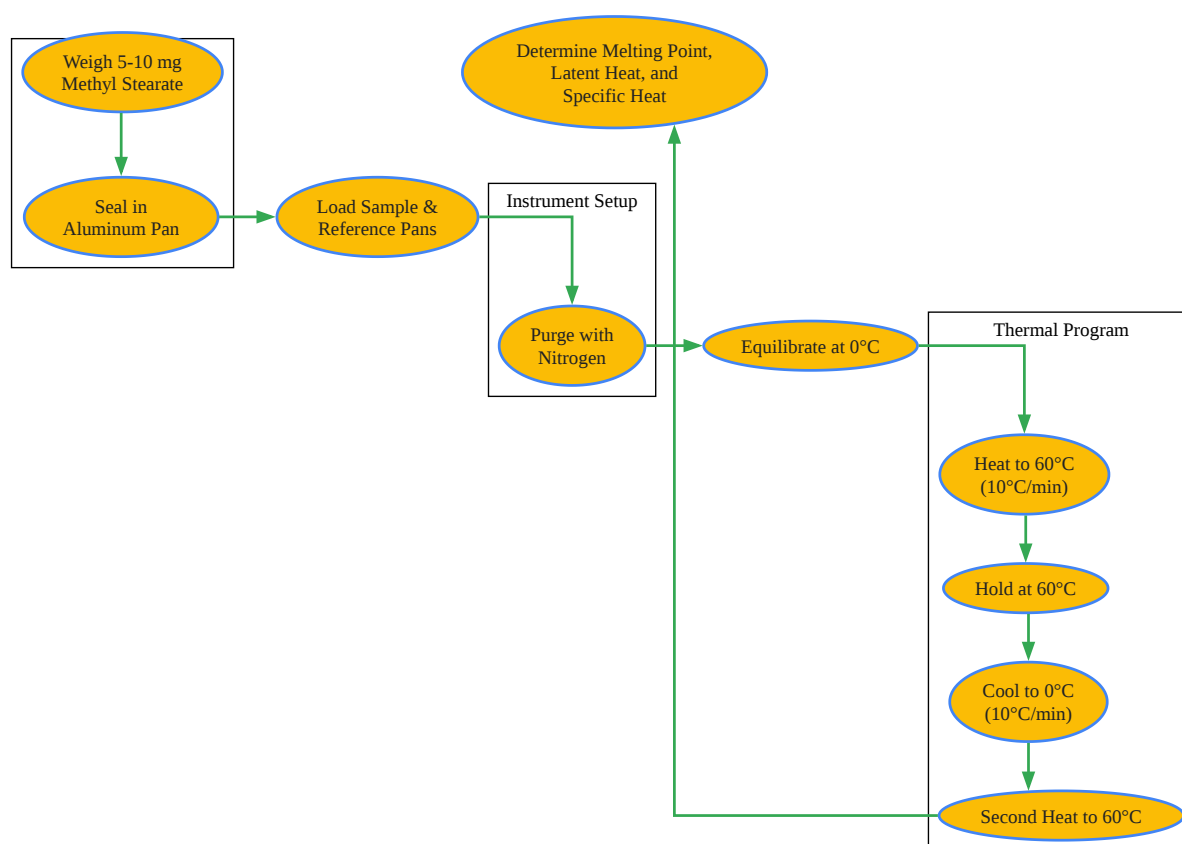 Weigh 5-10 mg
Methyl Stearate
Seal in
Aluminum Pan
Load Sample &
Reference Pans
Instrument Setup
Purge with
Nitrogen
Equilibrate at 0°C
Thermal Program
Heat to 60°C
(10°C/min)
Hold at 60°C
Cool to 0°C
(10°C/min)
Second Heat to 60°C
Determine Melting Point,
Latent Heat, and
Specific Heat